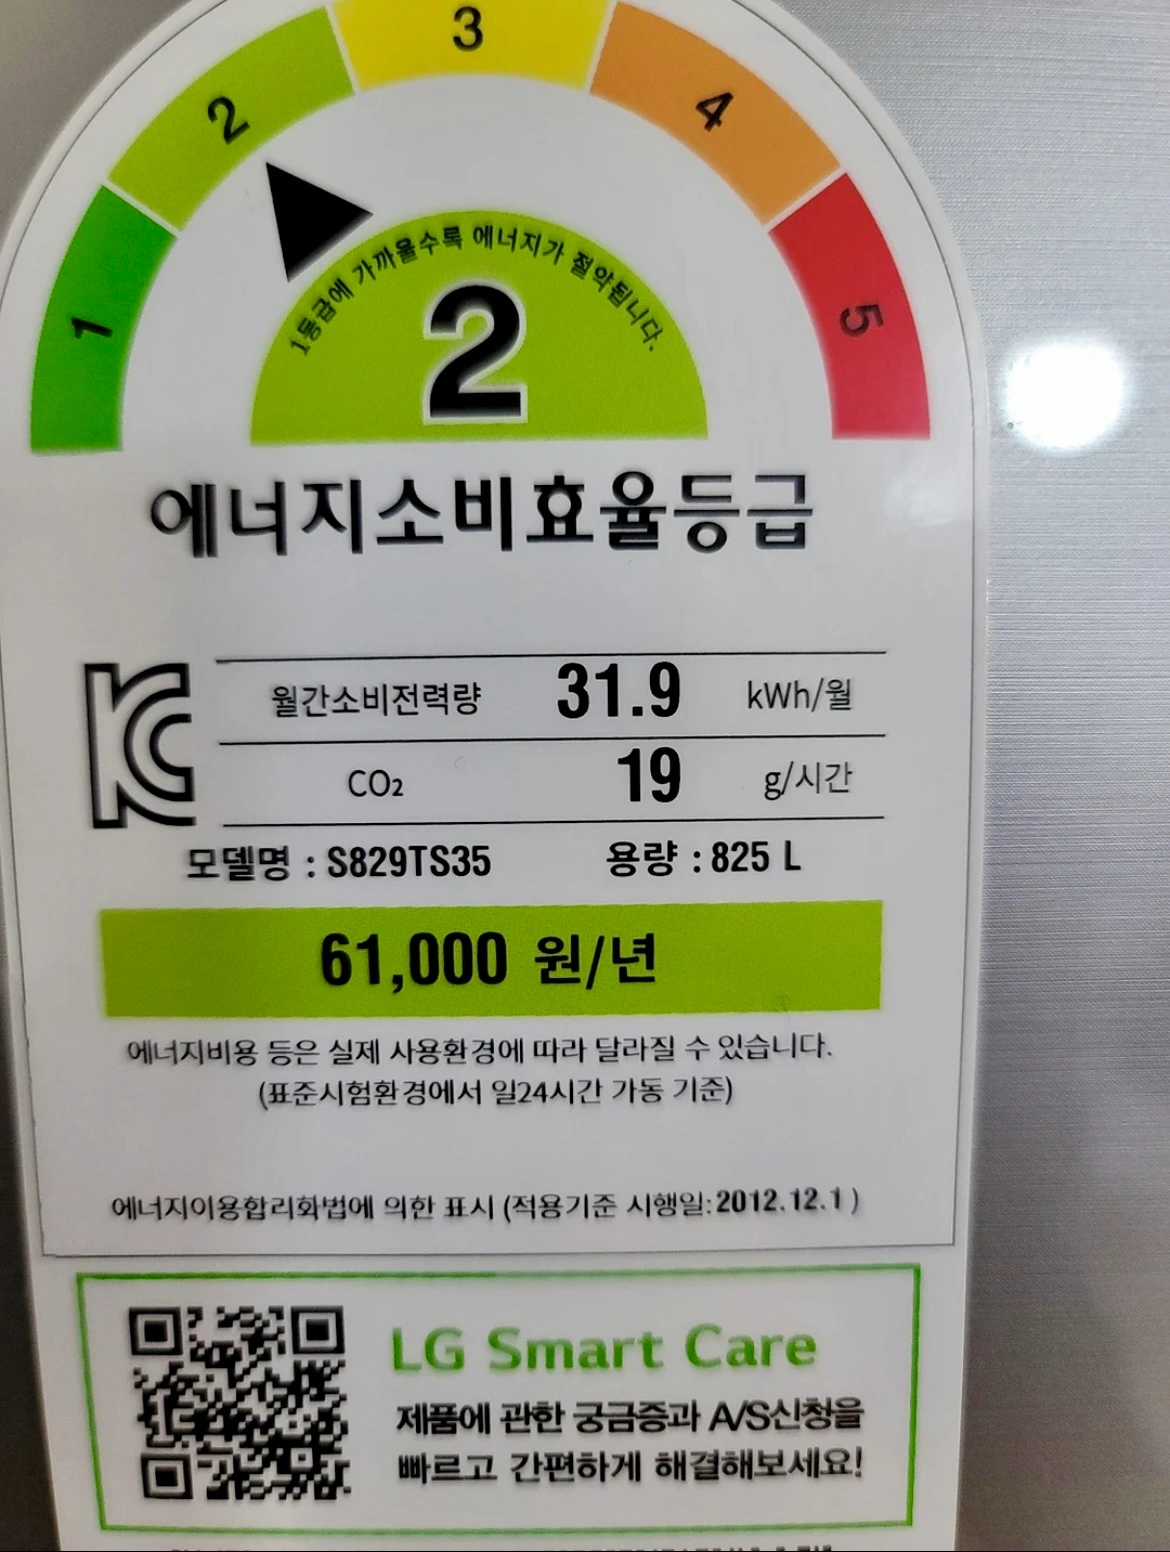 1
2
3
4
5
1등급에 가까울수록 에너지가 절약됩니다.
2
에너지소비효율등급
KC
월간소비전력량 31.9 kWh/월
CO₂ 19 g/시간
모델명 : S829TS35 용량 : 825 L
61,000 원/년
에너지비용 등은 실제 사용환경에 따라 달라질 수 있습니다.
(표준시험환경에서 일24시간 가동 기준)
에너지이용합리화법에 의한 표시 (적용기준 시행일:2012.12.1)
LG Smart Care
제품에 관한 궁금증과 A/S신청을
빠르고 간편하게 해결해보세요!